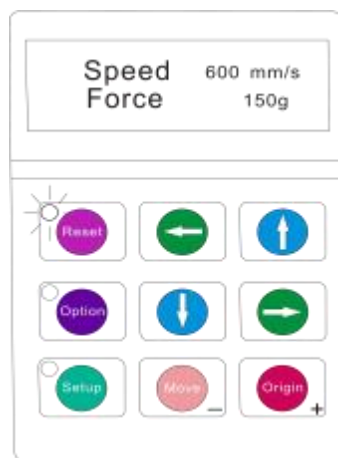 Speed 600 mm/s
Force 150g
Reset
Option
Setup Move − Origin +